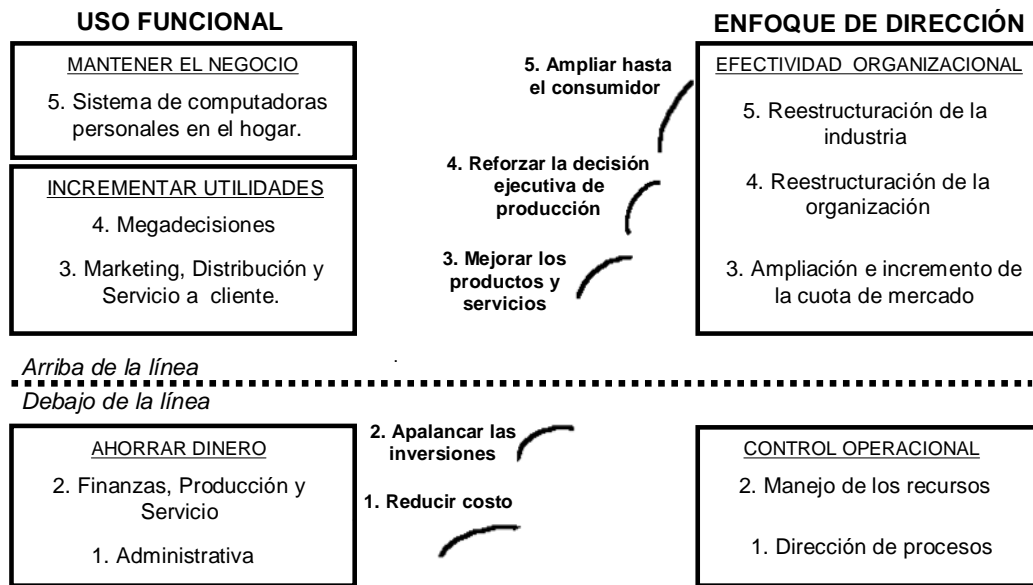 USO FUNCIONAL
MANTENER EL NEGOCIO
5. Sistema de computadoras
personales en el hogar.
INCREMENTAR UTILIDADES
4. Megadecisiones
3. Marketing, Distribución y
Servicio a cliente.
5. Ampliar hasta
el consumidor
4. Reforzar la decisión
ejecutiva de
producción
3. Mejorar los
productos y
servicios
ENFOQUE DE DIRECCIÓN
EFECTIVIDAD ORGANIZACIONAL
5. Reestructuración de la
industria
4. Reestructuración de la
organización
3. Ampliación e incremento de
la cuota de mercado
Arriba de la línea
Debajo de la línea
AHORRAR DINERO
2. Finanzas, Producción y
Servicio
1. Administrativa
2. Apalancar las
inversiones
1. Reducir costo
CONTROL OPERACIONAL
2. Manejo de los recursos
1. Dirección de procesos